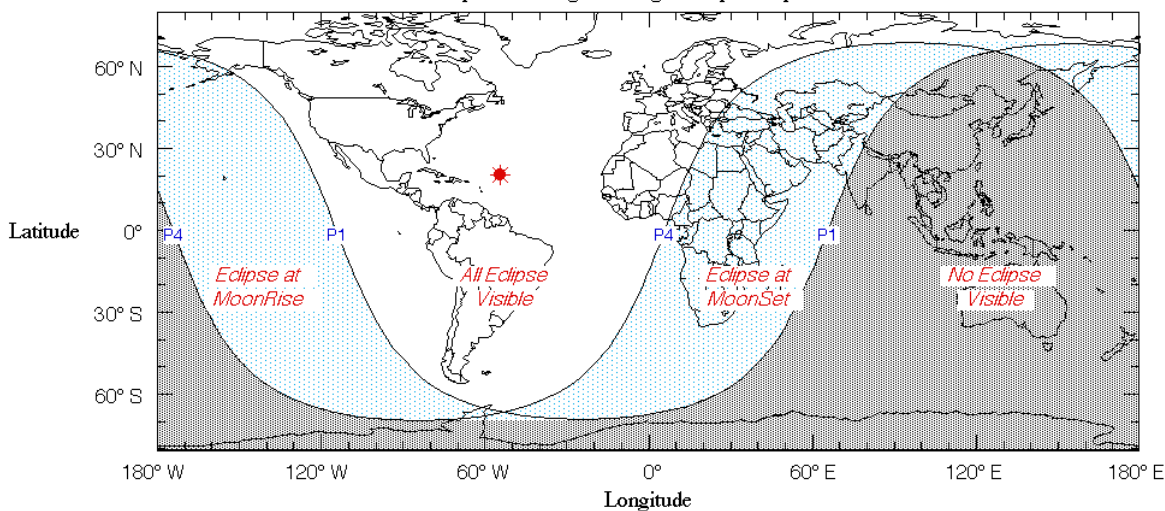 60° N
30° N
Latitude
0°
P4
P1
P4
P1
Eclipse at
MoonRise
All Eclipse
Visible
Eclipse at
MoonSet
No Eclipse
Visible
30° S
60° S
180° W
120° W
60° W
0°
60° E
120° E
180° E
Longitude